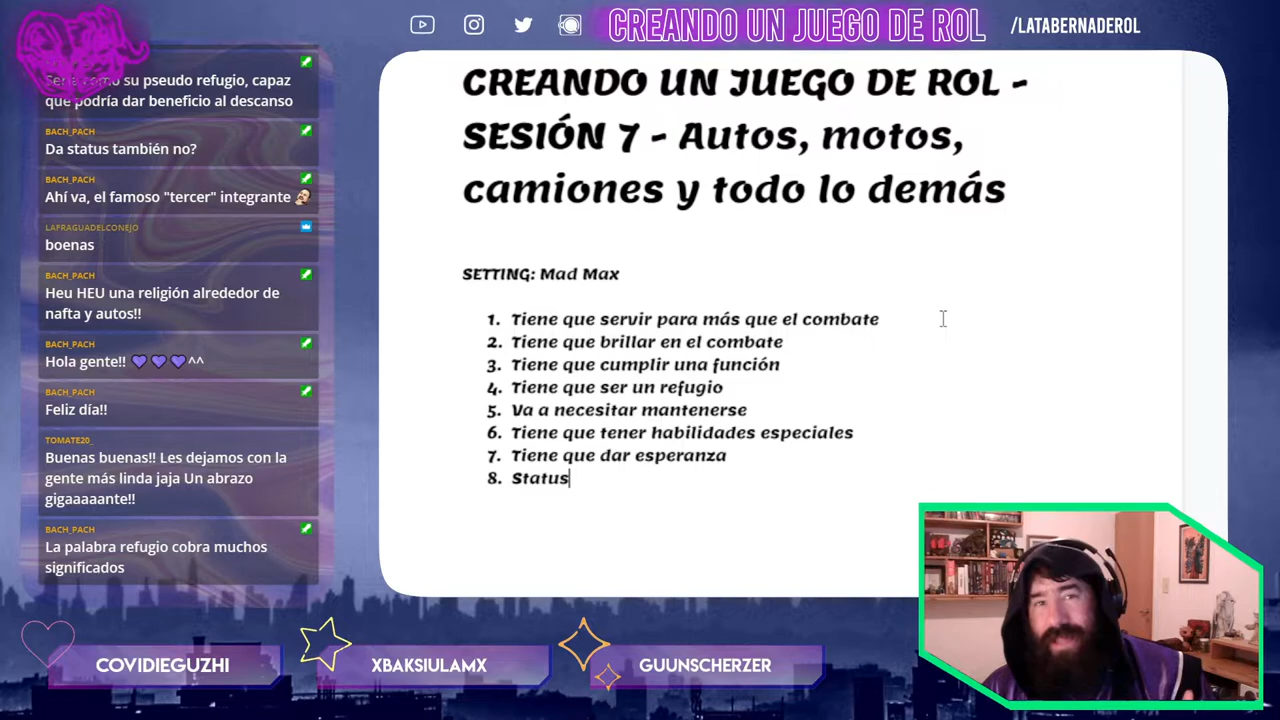 CREANDO UN JUEGO DE ROL
/LATABERNADEROL
Seria como su pseudo refugio, capaz
que podría dar beneficio al descanso
BACH_PACH
Da status también no?
BACH_PACH
Ahí va, el famoso "tercer" integrante
LAFRAGUADELCONEJO
boenas
BACH_PACH
Heu HEU una religión alrededor de
nafta y autos!!
BACH_PACH
Hola gente!! 💜💜💜^^
BACH_PACH
Feliz día!!
TOMATE20_
Buenas buenas!! Les dejamos con la
gente más linda jaja Un abrazo
gigaaaaante!!
BACH_PACH
La palabra refugio cobra muchos
significados
CREANDO UN JUEGO DE ROL -
SESIÓN 7 - Autos, motos,
camiones y todo lo demás
SETTING: Mad Max
1. Tiene que servir para más que el combate
2. Tiene que brillar en el combate
3. Tiene que cumplir una función
4. Tiene que ser un refugio
5. Va a necesitar mantenerse
6. Tiene que tener habilidades especiales
7. Tiene que dar esperanza
8. Status
COVIDIEGUZHI
XBAKSIULAMX
GUUNSCHERZER